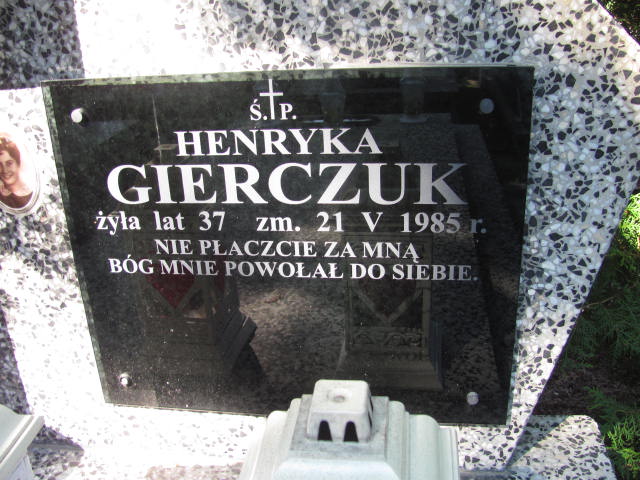 Ś.P.
HENRYKA
GIERCZUK
żyła lat 37 zm. 21 V 1985 r.
NIE PŁACZCIE ZA MNĄ
BÓG MNIE POWOŁAŁ DO SIEBIE.